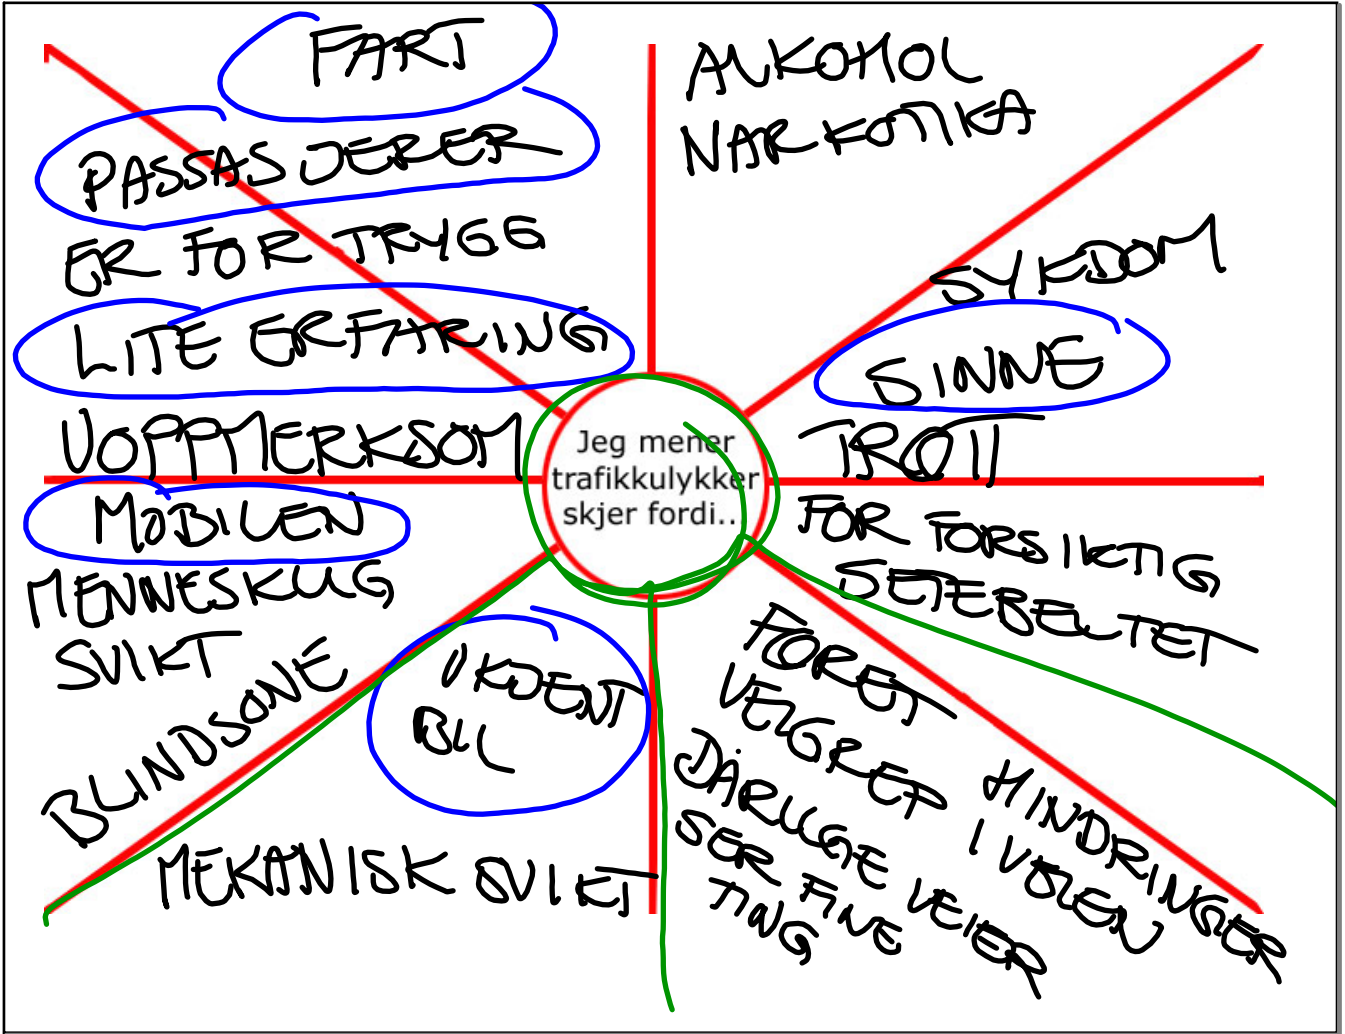 FART
PASSASJERER
ER FOR TRYGG
LITE ERFARING
UOPPMERKSOM
MOBILEN
MENNESKLIG
SVIKT
BLINDSONE
ALKOHOL
NARKOTIKA
SYKDOM
SINNE
TRØTT
Jeg mener
trafikkulykker
skjer fordi...
FOR FORSIKTIG
SETEBELTET
UKJENT
BIL
MEKANISK SVIKT
FØRET
VEIGREP
DÅRLIGE VEIER
SER FINE
TING
HINDRINGER
I VEIEN